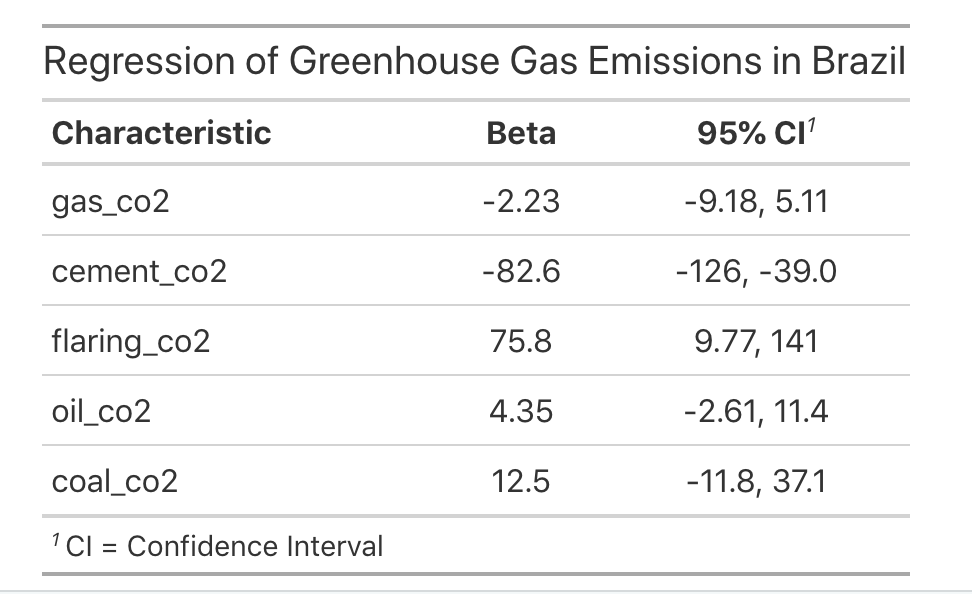 Regression of Greenhouse Gas Emissions in Brazil
Characteristic Beta 95% CI1
gas_co2 -2.23 -9.18, 5.11
cement_co2 -82.6 -126, -39.0
flaring_co2 75.8 9.77, 141
oil_co2 4.35 -2.61, 11.4
coal_co2 12.5 -11.8, 37.1
1 CI = Confidence Interval